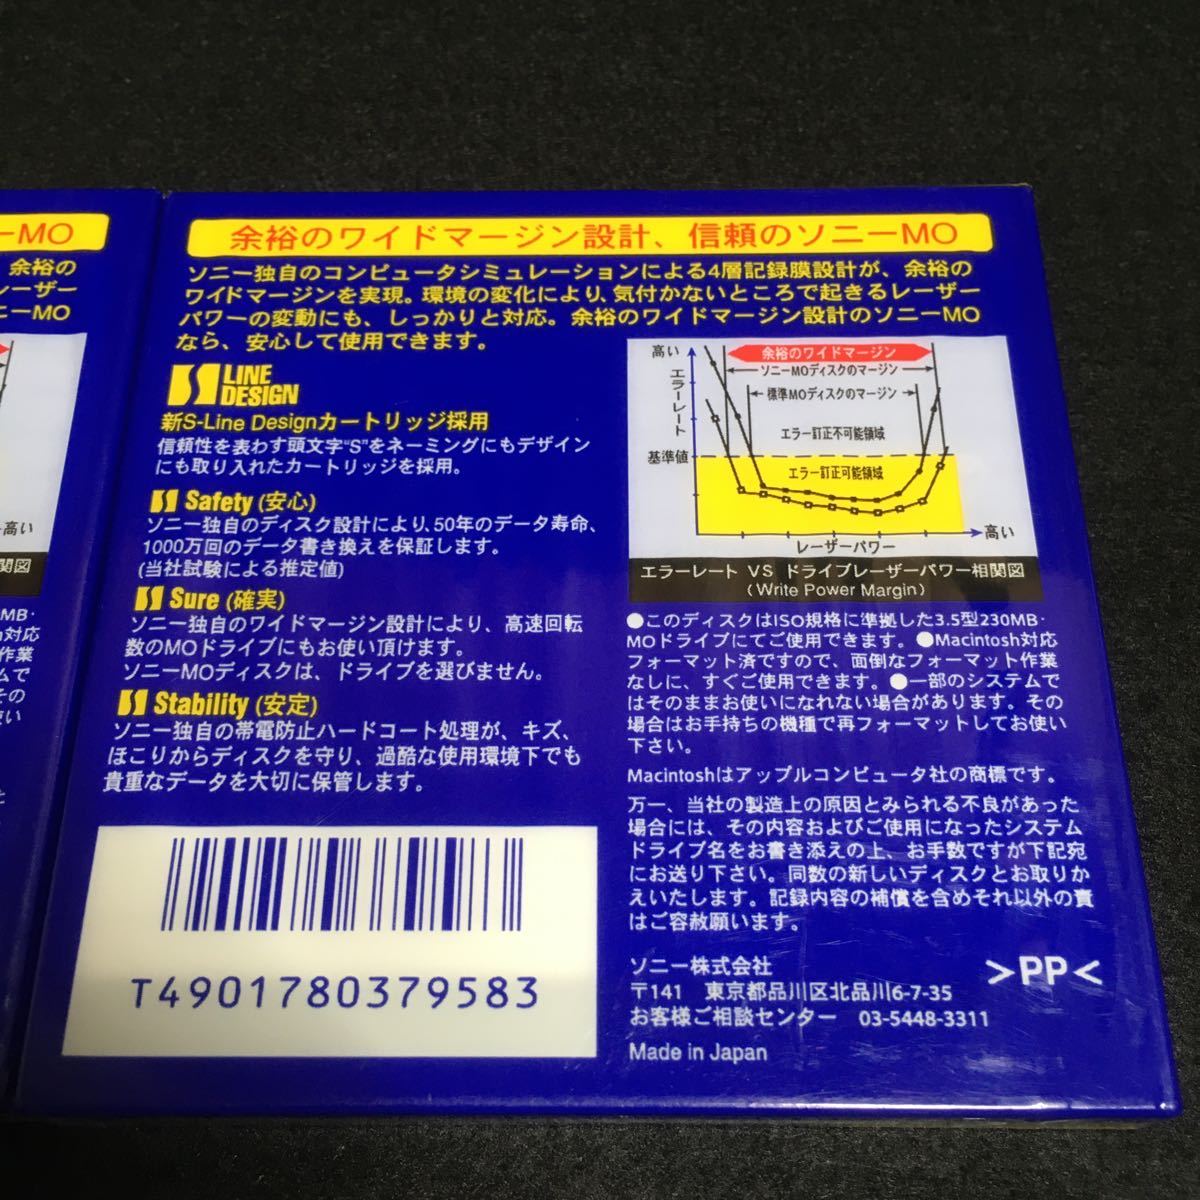 ーMO
余裕の
レーザー
ニーMO
高い
関図
MB・
対応
作業
ムで
その
使い
余裕のワイドマージン設計、信頼のソニーMO
ソニー独自のコンピュータシミュレーションによる4層記録膜設計が、余裕の
ワイドマージンを実現。環境の変化により、気付かないところで起きるレーザー
パワーの変動にも、しっかりと対応。余裕のワイドマージン設計のソニーMO
なら、安心して使用できます。
S LINE
DESIGN
新S-Line Designカートリッジ採用
信頼性を表わす頭文字“S”をネーミングにもデザイン
にも取り入れたカートリッジを採用。
S Safety (安心)
ソニー独自のディスク設計により、50年のデータ寿命、
1000万回のデータ書き換えを保証します。
(当社試験による推定値)
S Sure (確実)
ソニー独自のワイドマージン設計により、高速回転
数のMOドライブにもお使い頂けます。
ソニーMOディスクは、ドライブを選びません。
S Stability (安定)
ソニー独自の帯電防止ハードコート処理が、キズ、
ほこりからディスクを守り、過酷な使用環境下でも
貴重なデータを大切に保管します。
T4901780379583
高い
エラーレート
基準値
余裕のワイドマージン
ソニーMOディスクのマージン
標準MOディスクのマージン
エラー訂正不可能領域
エラー訂正可能領域
レーザーパワー
高い
エラーレート VS ドライブレーザーパワー相関図
(Write Power Margin)
●このディスクはISO規格に準拠した3.5型230MB・
MOドライブにてご使用できます。●Macintosh対応
フォーマット済ですので、面倒なフォーマット作業
なしに、すぐご使用できます。●一部のシステムで
はそのままお使いになれない場合があります。その
場合はお手持ちの機種で再フォーマットしてお使い
下さい。
Macintoshはアップルコンピュータ社の商標です。
万一、当社の製造上の原因とみられる不良があった
場合には、その内容およびご使用になったシステム
ドライブ名をお書き添えの上、お手数ですが下記宛
にお送り下さい。同数の新しいディスクとお取りか
えいたします。記録内容の補償を含めそれ以外の責
はご容赦願います。
ソニー株式会社
〒141 東京都品川区北品川6-7-35
お客様ご相談センター 03-5448-3311
Made in Japan
>PP<